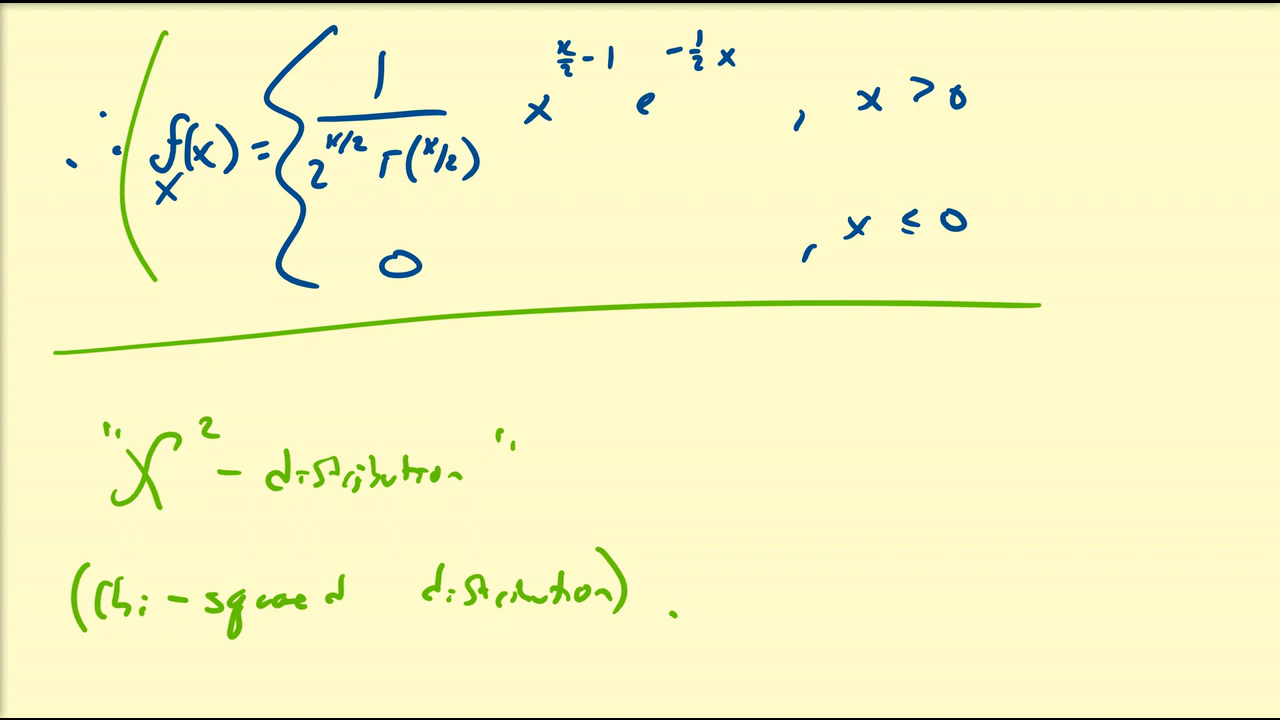 ∴ f_X(x) = { 1 / (2^{κ/2} Γ(κ/2)) x^{κ/2 - 1} e^{-1/2 x} , x > 0
0 , x ≤ 0
"χ² - distribution"
(Chi-squared distribution).